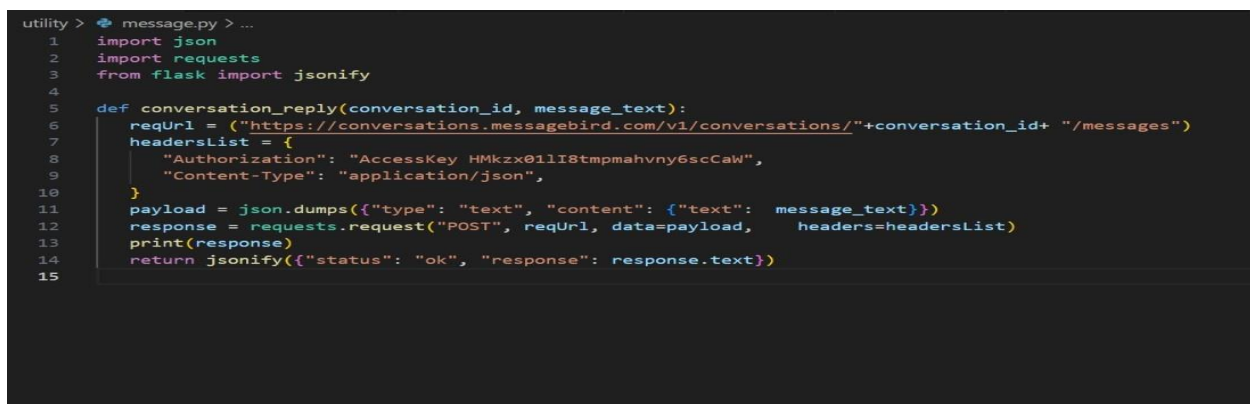 utility > message.py > ...
1 import json
2 import requests
3 from flask import jsonify
4
5 def conversation_reply(conversation_id, message_text):
6     reqUrl = ("https://conversations.messagebird.com/v1/conversations/"+conversation_id+ "/messages")
7     headersList = {
8         "Authorization": "AccessKey HMkzx01lI8tmpmahvny6scCaW",
9         "Content-Type": "application/json",
10     }
11     payload = json.dumps({"type": "text", "content": {"text":  message_text}})
12     response = requests.request("POST", reqUrl, data=payload,    headers=headersList)
13     print(response)
14     return jsonify({"status": "ok", "response": response.text})
15